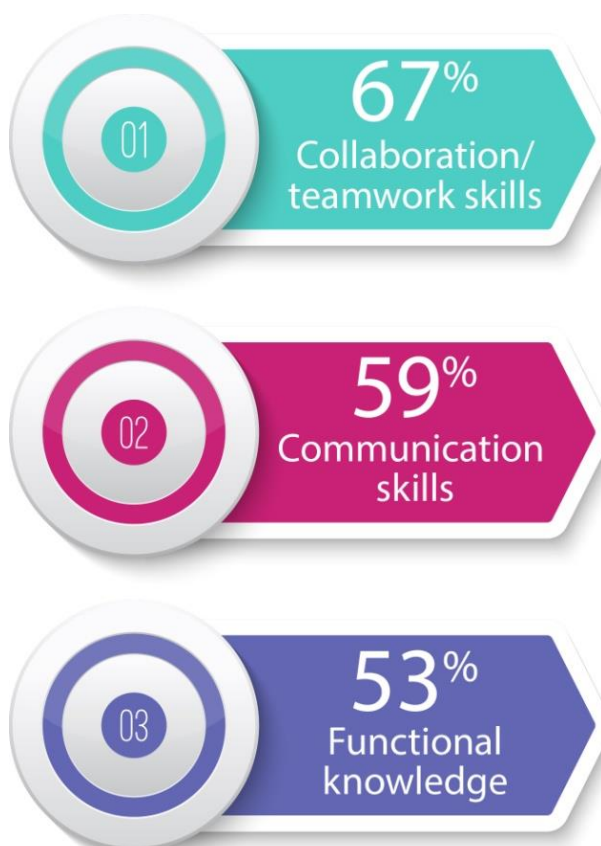 01
67%
Collaboration/
teamwork skills
02
59%
Communication
skills
03
53%
Functional
knowledge